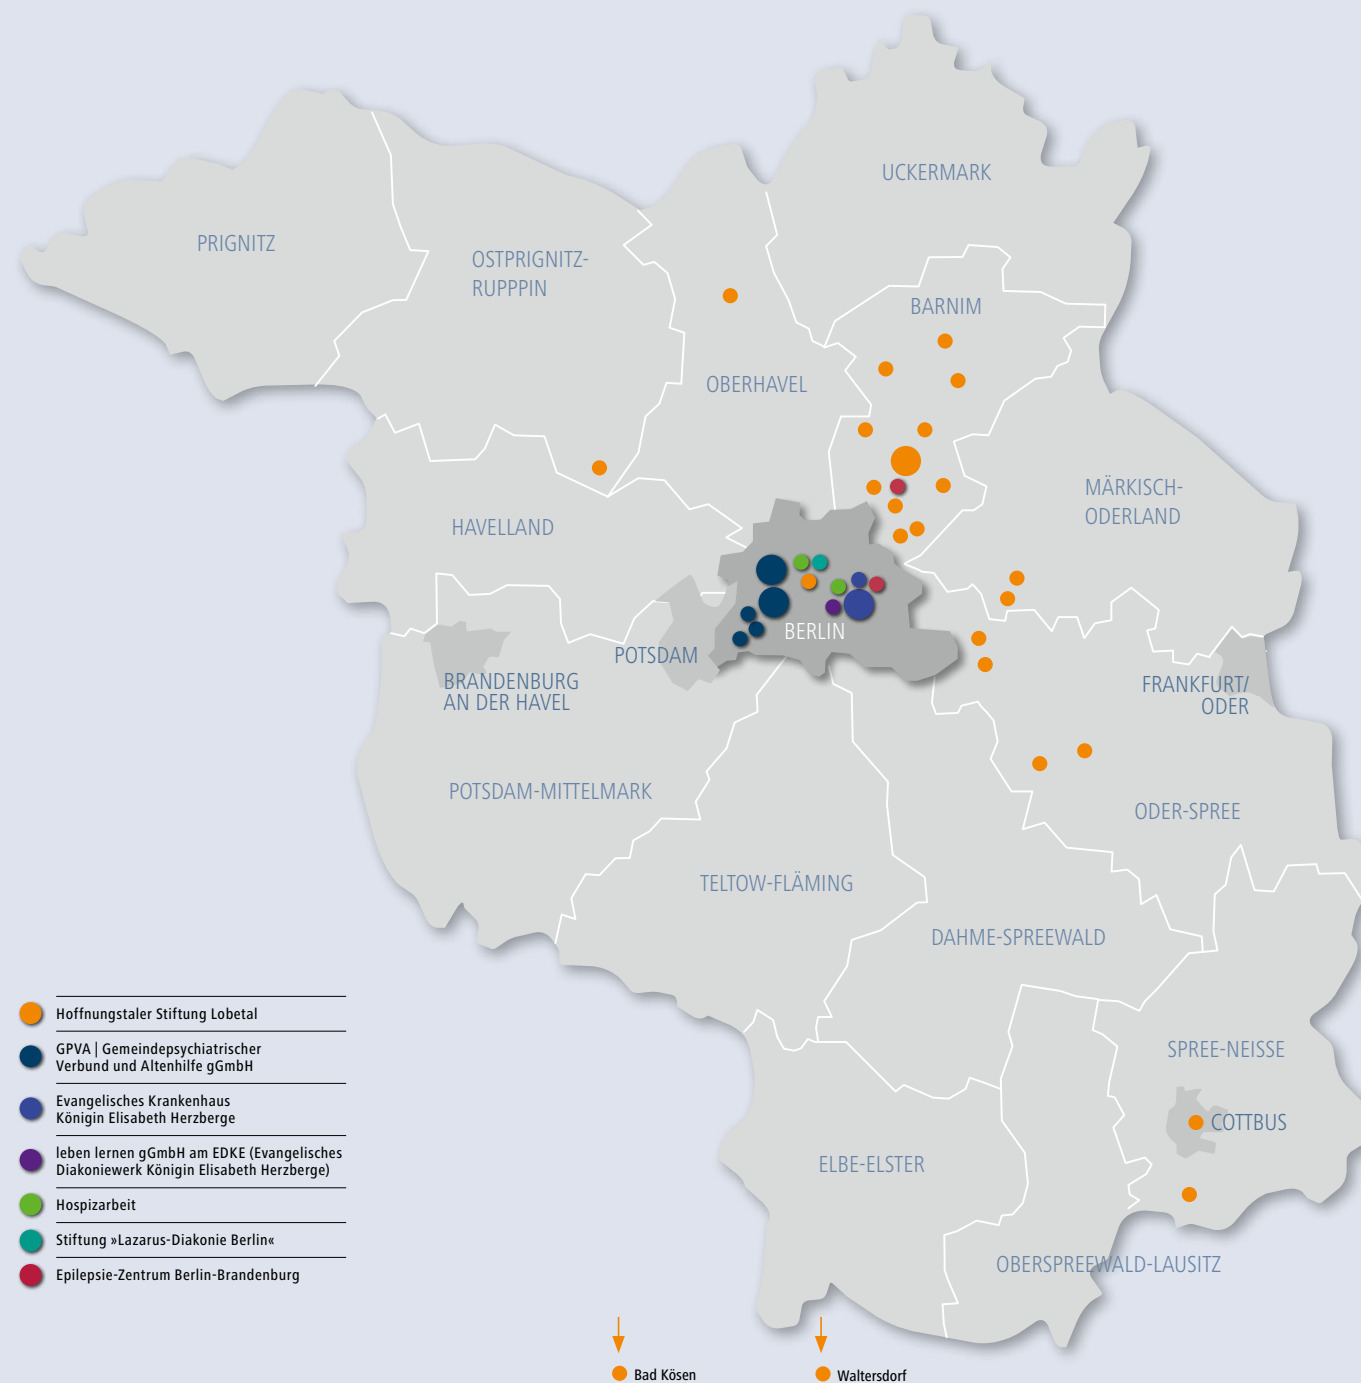 UCKERMARK
PRIGNITZ
OSTPRIGNITZ-
RUPPPIN
BARNIM
OBERHAVEL
MÄRKISCH-
ODERLAND
HAVELLAND
BERLIN
POTSDAM
BRANDENBURG
AN DER HAVEL
FRANKFURT/
ODER
POTSDAM-MITTELMARK
ODER-SPREE
TELTOW-FLÄMING
DAHME-SPREEWALD
SPREE-NEISSE
COTTBUS
ELBE-ELSTER
OBERSPREEWALD-LAUSITZ
Hoffnungstaler Stiftung Lobetal
GPVA | Gemeindepsychiatrischer
Verbund und Altenhilfe gGmbH
Evangelisches Krankenhaus
Königin Elisabeth Herzberge
leben lernen gGmbH am EDKE (Evangelisches
Diakoniewerk Königin Elisabeth Herzberge)
Hospizarbeit
Stiftung »Lazarus-Diakonie Berlin«
Epilepsie-Zentrum Berlin-Brandenburg
Bad Kösen
Waltersdorf